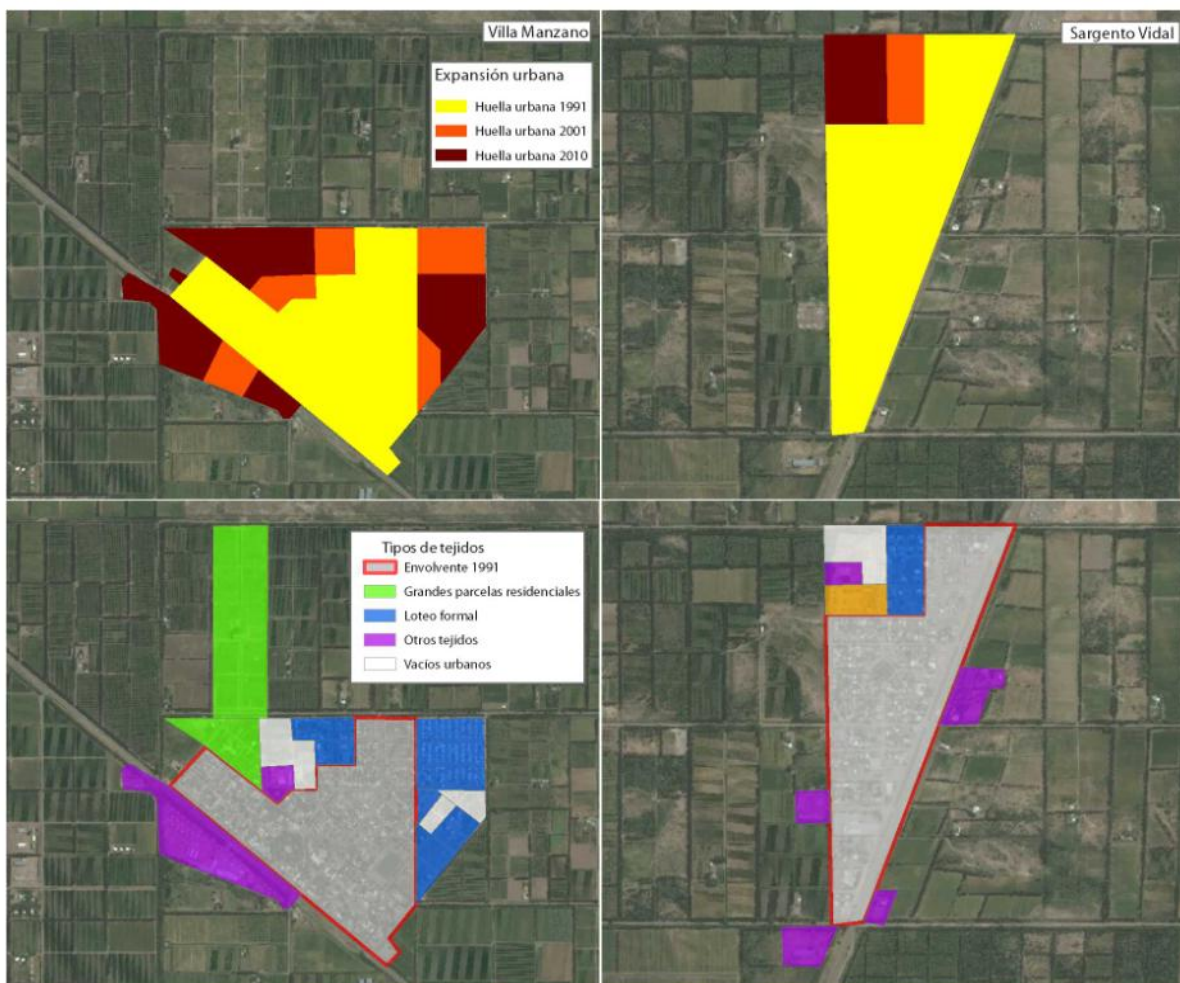 Villa Manzano
Expansión urbana
Huella urbana 1991
Huella urbana 2001
Huella urbana 2010
Sargento Vidal
Tipos de tejidos
Envolvente 1991
Grandes parcelas residenciales
Loteo formal
Otros tejidos
Vacíos urbanos